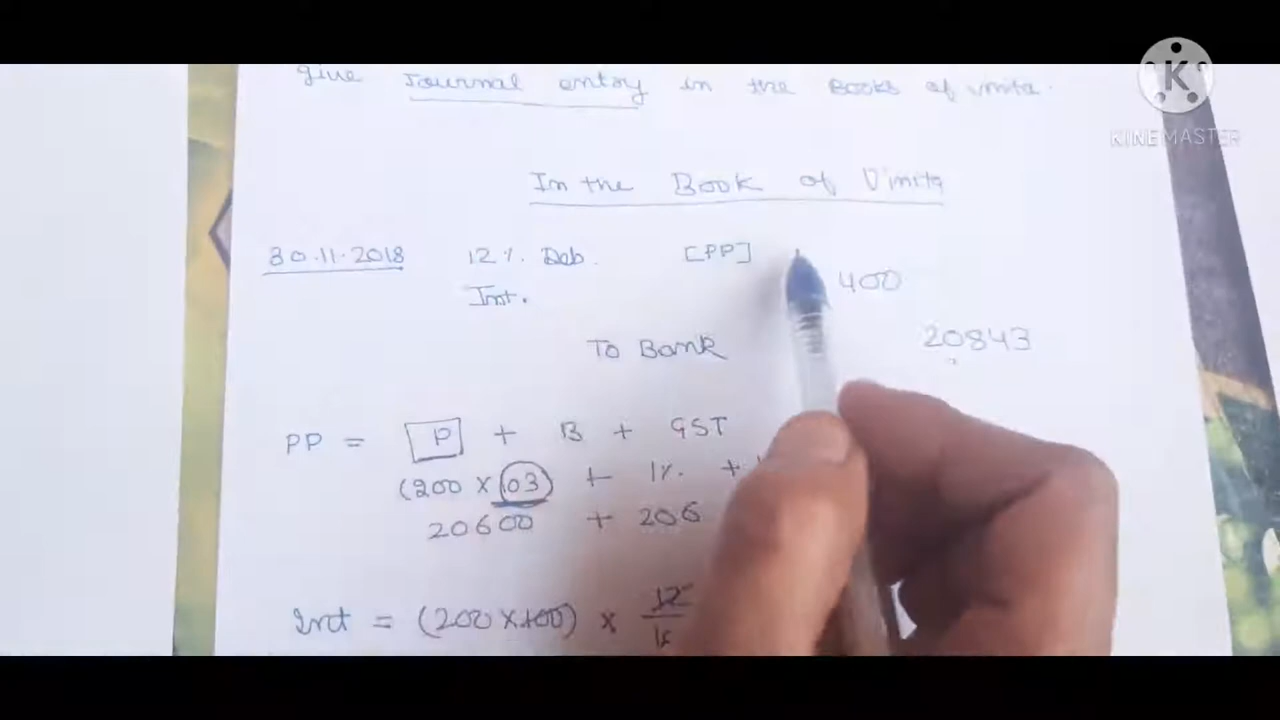 give Journal entry in the Books of vinita.
KINEMASTER
In the Book of Vinita
30.11.2018 12%. Deb. [PP]
Int. 400
To Bank 20843
PP = P + B + GST
(200 × 103 + 1%. +
20600 + 206
Int = (200 × 100) × 12